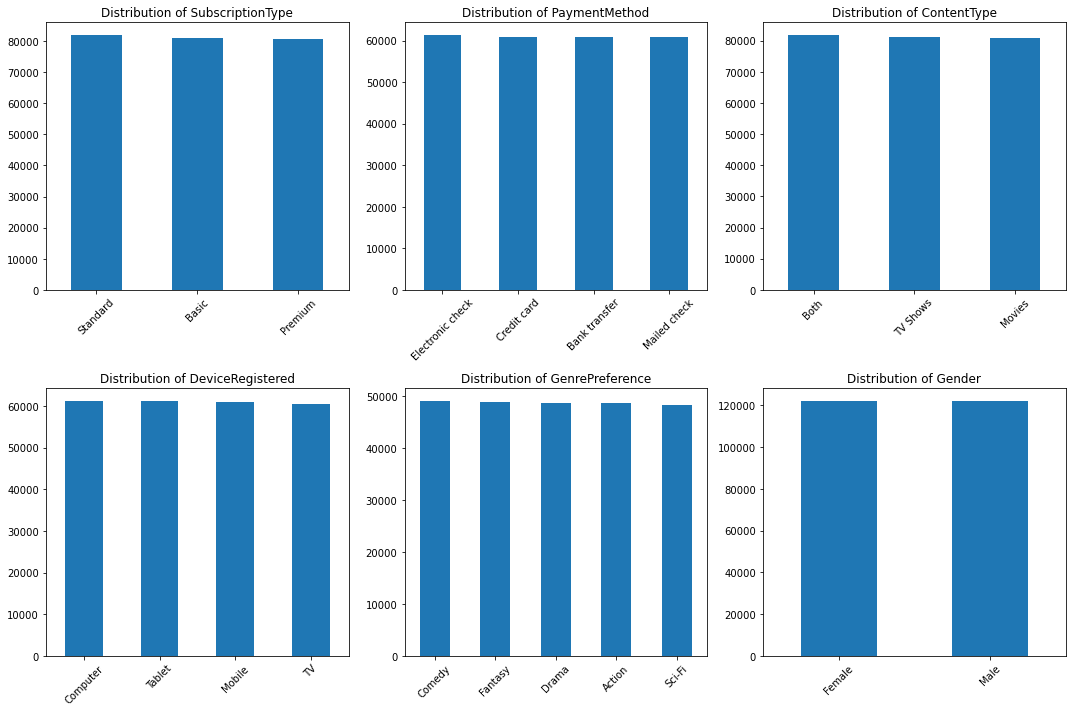 Distribution of SubscriptionType
80000
70000
60000
50000
40000
30000
20000
10000
0
Standard
Basic
Premium
Distribution of PaymentMethod
60000
50000
40000
30000
20000
10000
0
Electronic check
Credit card
Bank transfer
Mailed check
Distribution of ContentType
80000
70000
60000
50000
40000
30000
20000
10000
0
Both
TV Shows
Movies
Distribution of DeviceRegistered
60000
50000
40000
30000
20000
10000
0
Computer
Tablet
Mobile
TV
Distribution of GenrePreference
50000
40000
30000
20000
10000
0
Comedy
Fantasy
Drama
Action
Sci-Fi
Distribution of Gender
120000
100000
80000
60000
40000
20000
0
Female
Male